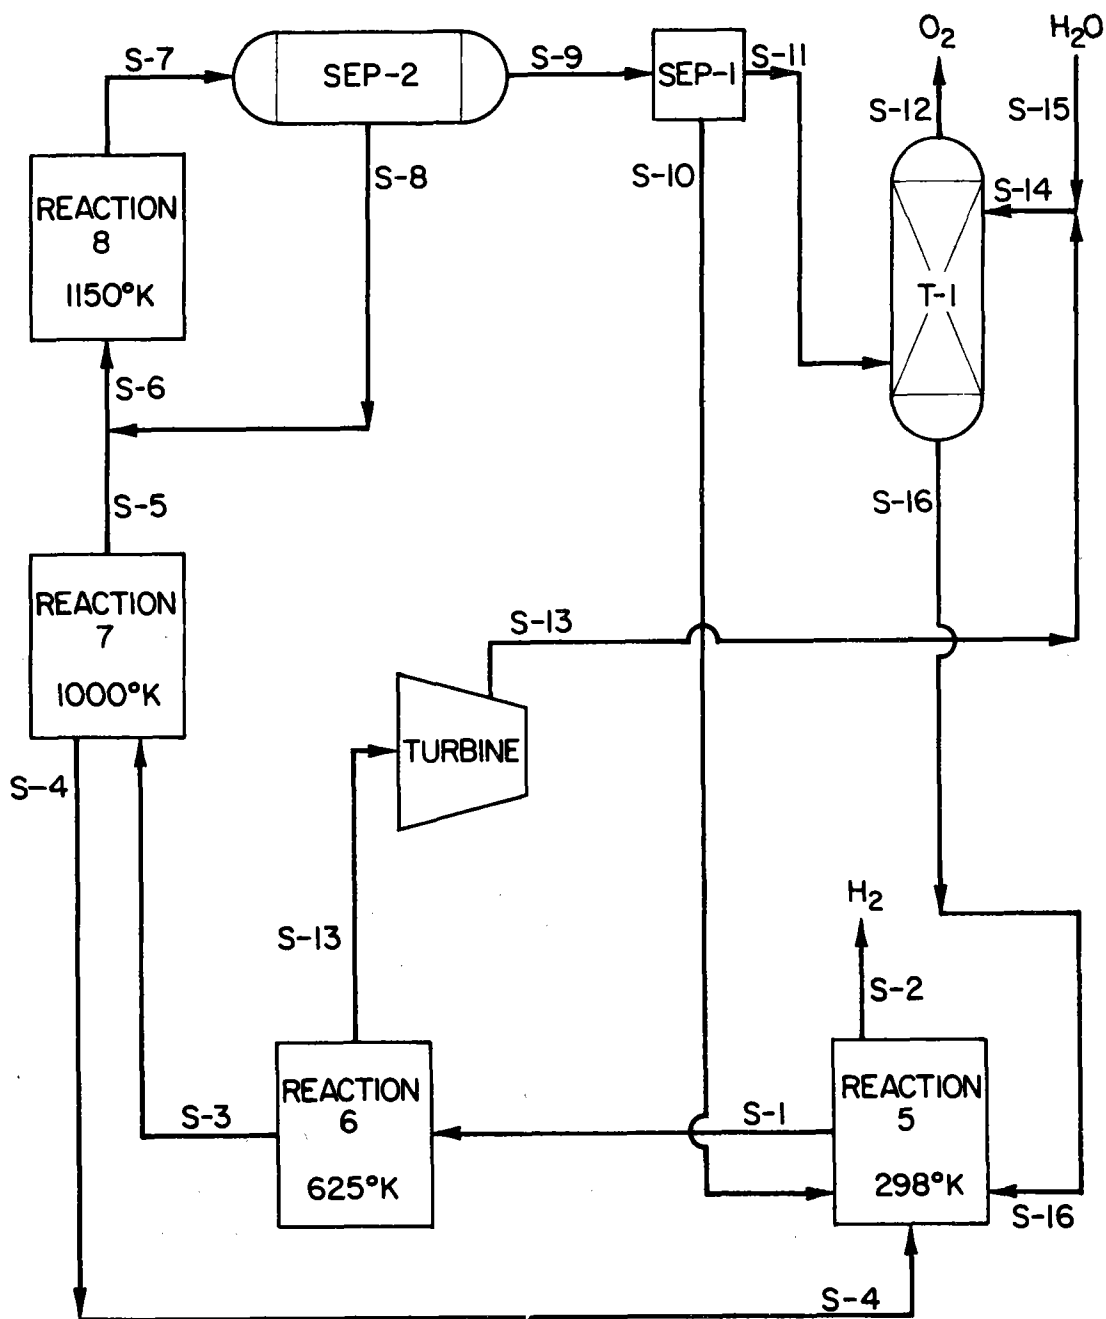 O2
H2O
S-7
SEP-2
S-9
SEP-1
S-11
S-12
S-15
S-8
S-10
S-14
REACTION
8
1150°K
T-1
S-6
S-5
S-16
REACTION
7
1000°K
S-13
TURBINE
S-4
H2
S-13
S-2
REACTION
6
625°K
S-3
S-1
REACTION
5
298°K
S-16
S-4